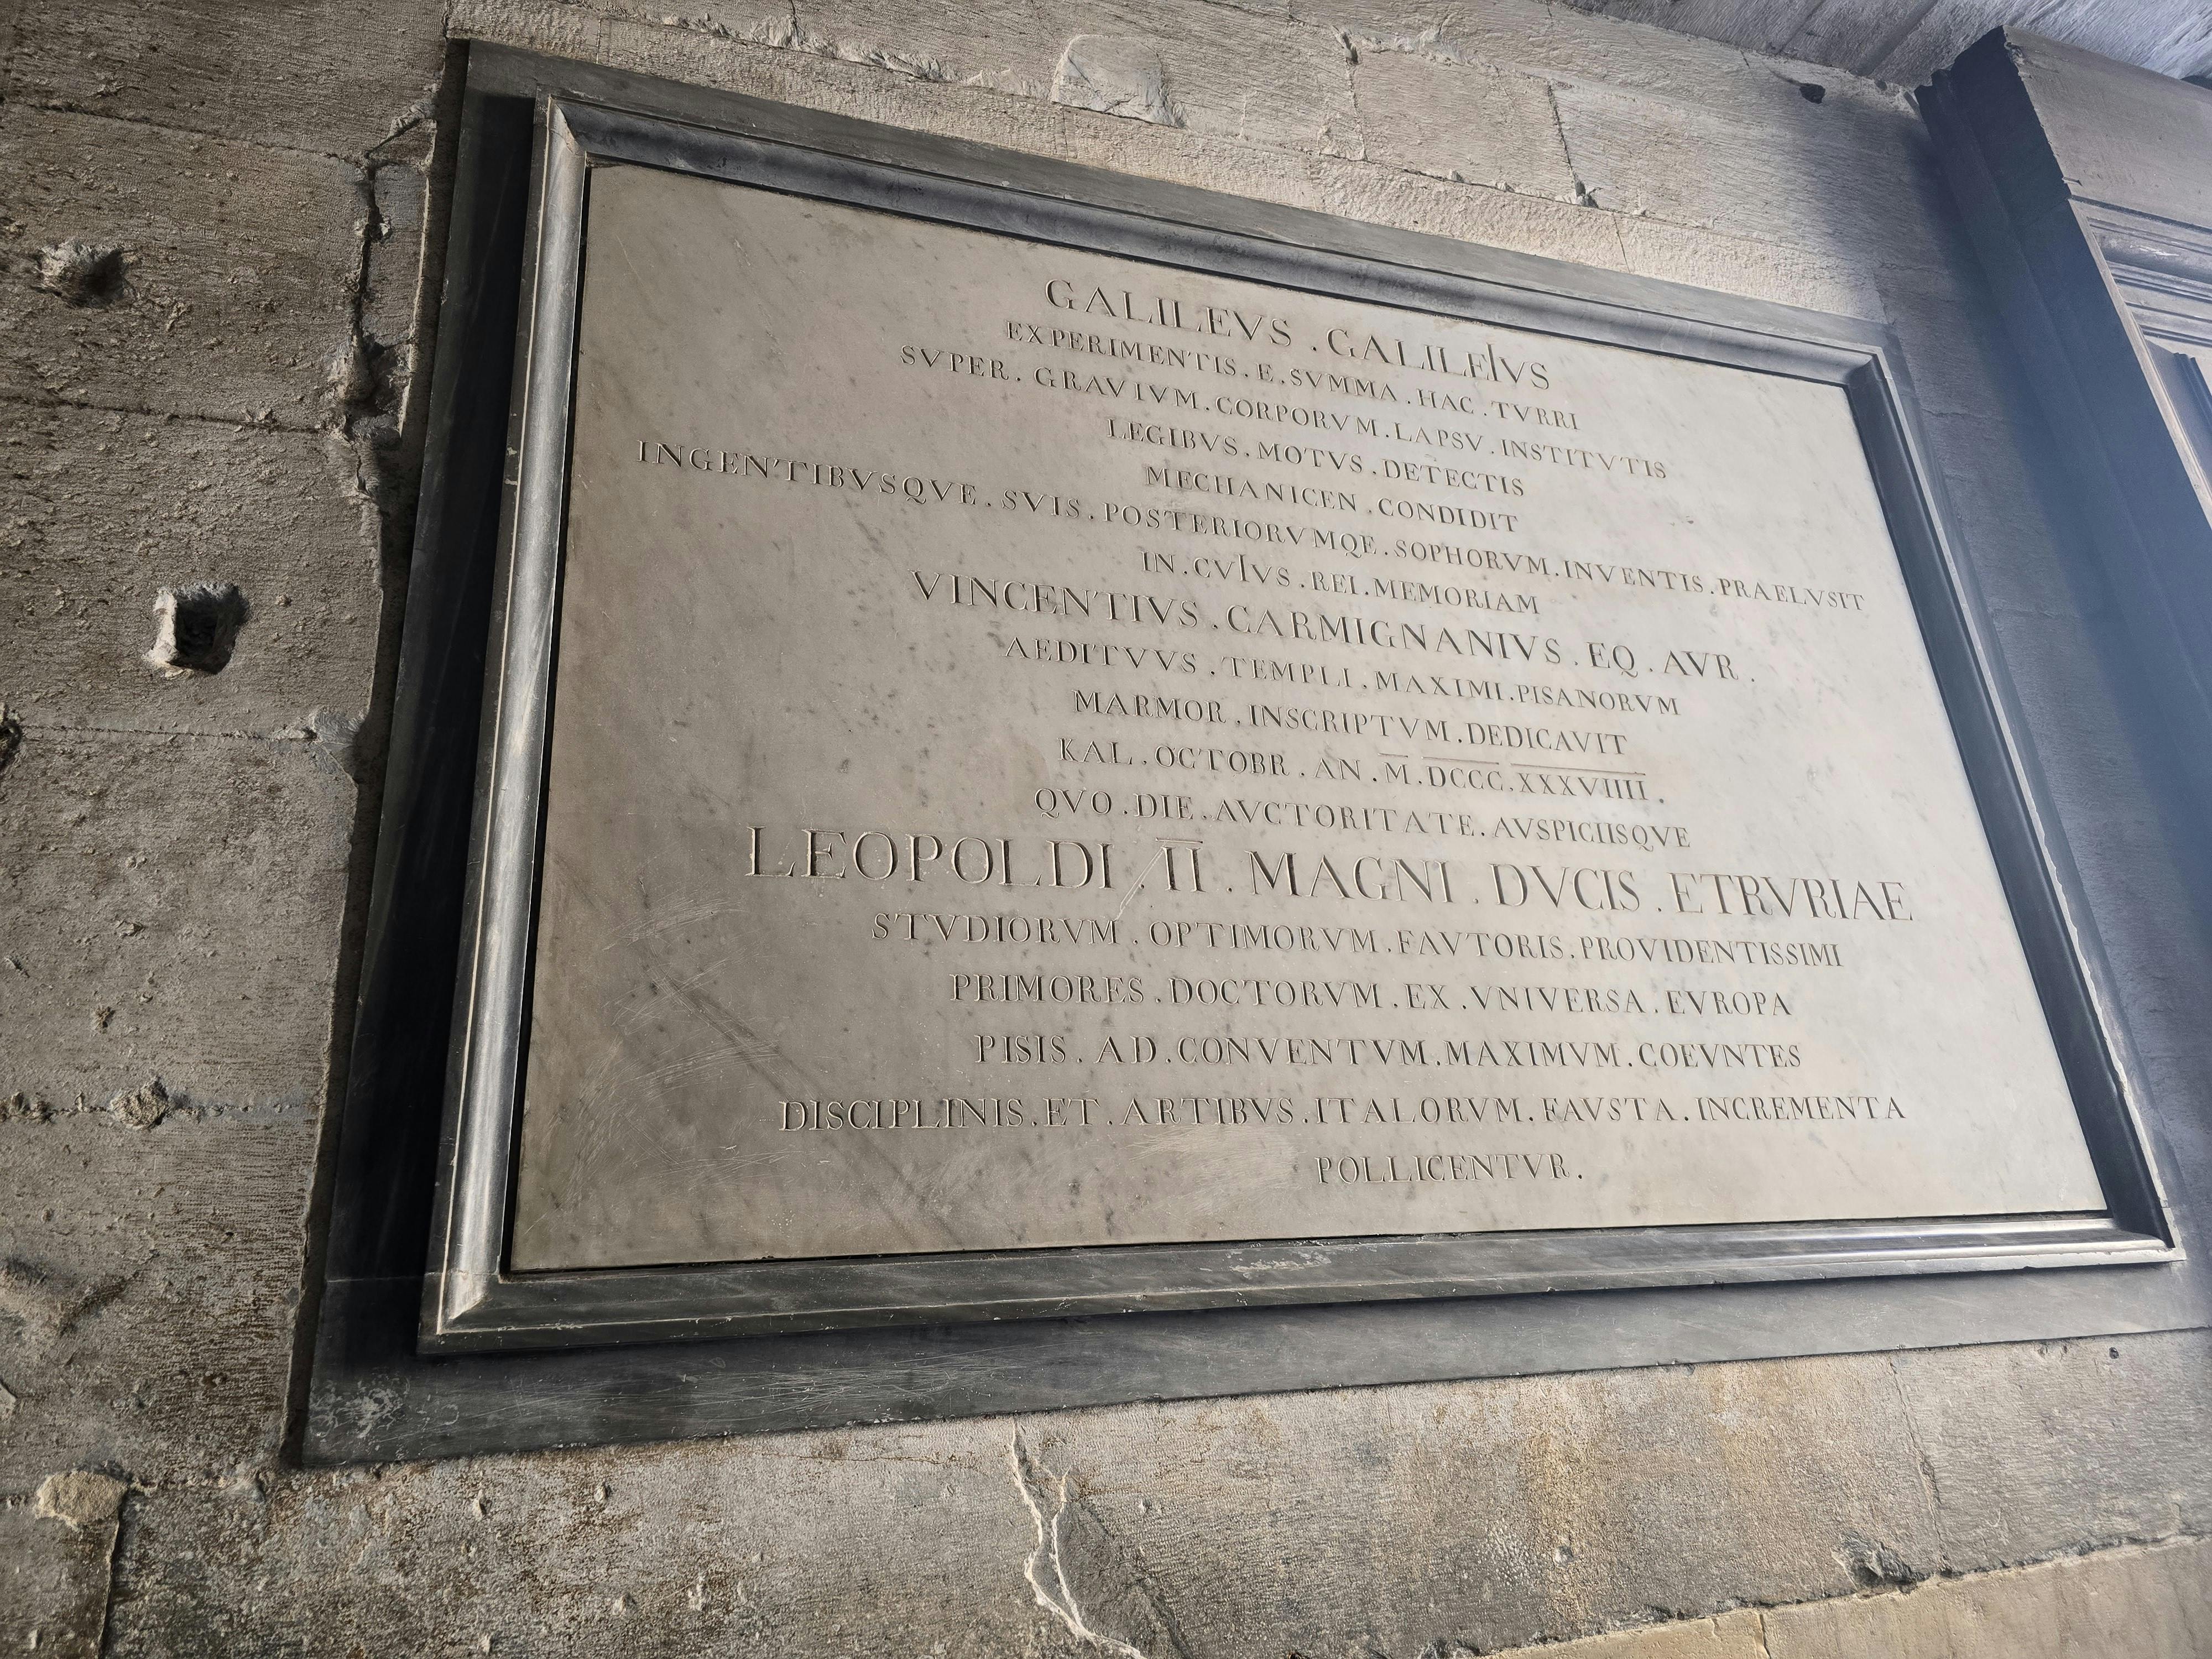 GALILEVS . GALILEIVS
EXPERIMENTIS . E . SVMMA . HAC . TVRRI
SVPER . GRAVIVM . CORPORVM . LAPSV . INSTITVTIS
LEGIBVS . MOTVS . DETECTIS
MECHANICEN . CONDIDIT
INGENTIBVSQVE . SVIS . POSTERIORVMQE . SOPHORVM . INVENTIS . PRAELVSIT
IN . CVIVS . REI . MEMORIAM
VINCENTIVS . CARMIGNANIVS . EQ . AVR .
AEDITVVS . TEMPLI . MAXIMI . PISANORVM
MARMOR . INSCRIPTVM . DEDICAVIT
KAL . OCTOBR . AN . M̅ . D̅C̅C̅C̅ . X̅X̅X̅V̅I̅I̅I̅I̅ .
QVO . DIE . AVCTORITATE . AVSPICIISQVE
LEOPOLDI . I̅I̅ . MAGNI . DVCIS . ETRVRIAE
STVDIORVM . OPTIMORVM . FAVTORIS . PROVIDENTISSIMI
PRIMORES . DOCTORVM . EX . VNIVERSA . EVROPA
PISIS . AD . CONVENTVM . MAXIMVM . COEVNTES
DISCIPLINIS . ET . ARTIBVS . ITALORVM . FAVSTA . INCREMENTA
POLLICENTVR .